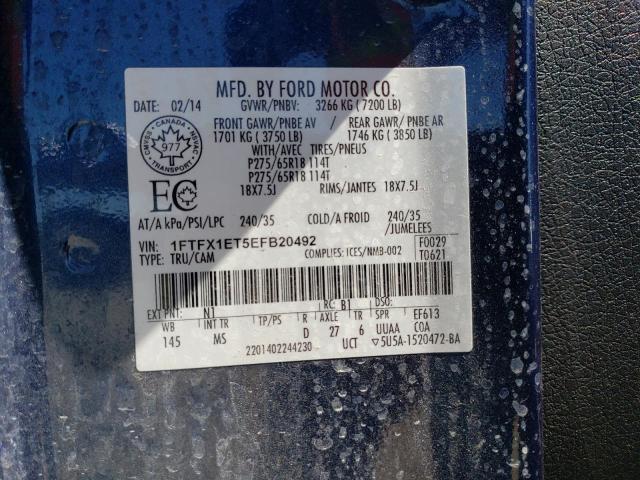 MFD. BY FORD MOTOR CO.
DATE: 02/14 GVWR/PNBV: 3266 KG (7200 LB)
FRONT GAWR/PNBE AV REAR GAWR/ PNBE AR
1701 KG (3750 LB) 1746 KG (3850 LB)
WITH/AVEC TIRES/PNEUS
P275/65R18 114T
P275/65R18 114T
18X7.5J RIMS/JANTES 18X7.5J
CANADA
CMVSS NSVAC
977
TRANSPORT
EC
AT/A kPa/PSI/LPC 240/35 COLD/A FROID 240/35
/JUMELEES
VIN: 1FTFX1ET5EFB20492 F0029
TYPE: TRU/CAM COMPLIES: ICES/NMB-002 T0621
EXT PNT: N1 RC: B1 DSO:
WB INT TR TP/PS R AXLE TR SPR EF613
145 MS D 27 6 UUAA COA
2201402244230 UCT ▽5U5A-1520472-BA